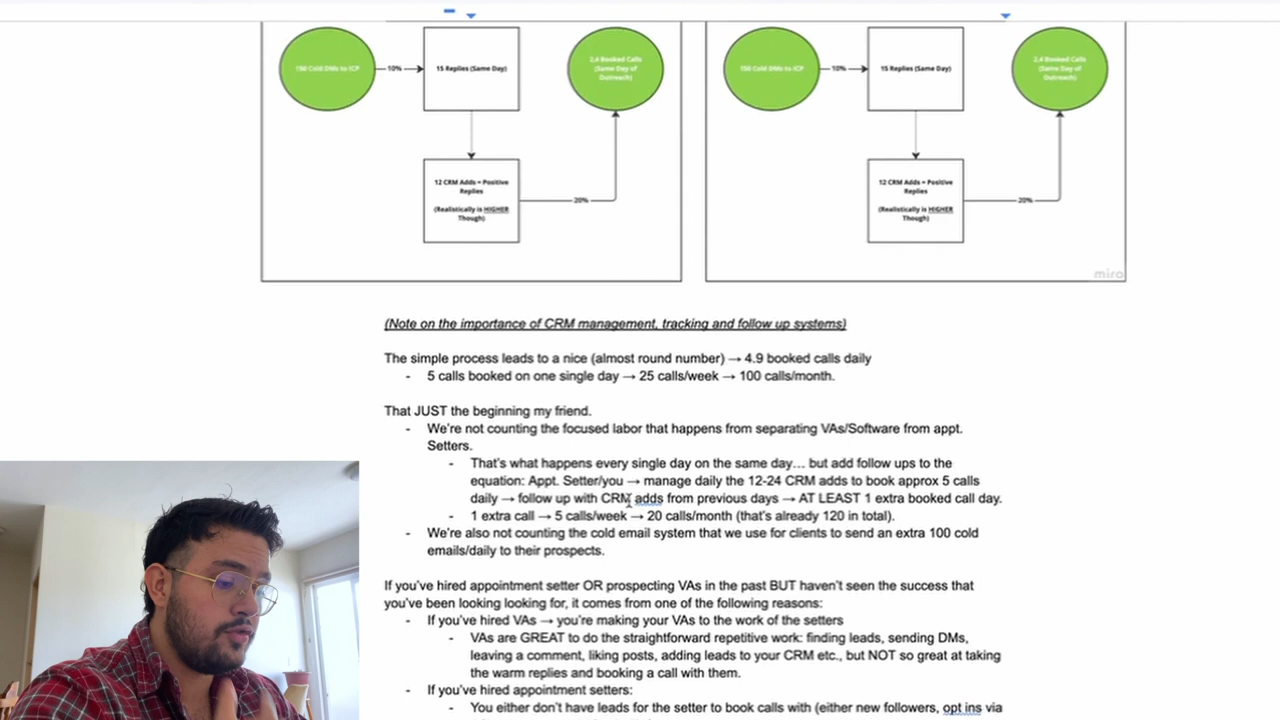 150 Cold DMs to ICP
10%
15 Replies (Same Day)
2,4 Booked Calls
(Same Day of
Outreach)
12 CRM Adds = Positive
Replies
(Realistically is HIGHER
Though)
20%
150 Cold DMs to ICP
10%
15 Replies (Same Day)
2,4 Booked Calls
(Same Day of
Outreach)
12 CRM Adds = Positive
Replies
(Realistically is HIGHER
Though)
20%
miro
(Note on the importance of CRM management, tracking and follow up systems)
The simple process leads to a nice (almost round number) → 4.9 booked calls daily
- 5 calls booked on one single day → 25 calls/week → 100 calls/month.
That JUST the beginning my friend.
- We're not counting the focused labor that happens from separating VAs/Software from appt.
Setters.
- That's what happens every single day on the same day… but add follow ups to the
equation: Appt. Setter/you → manage daily the 12-24 CRM adds to book approx 5 calls
daily → follow up with CRM adds from previous days → AT LEAST 1 extra booked call day.
- 1 extra call → 5 calls/week → 20 calls/month (that's already 120 in total).
- We're also not counting the cold email system that we use for clients to send an extra 100 cold
emails/daily to their prospects.
If you've hired appointment setter OR prospecting VAs in the past BUT haven't seen the success that
you've been looking looking for, it comes from one of the following reasons:
- If you've hired VAs → you're making your VAs to the work of the setters
- VAs are GREAT to do the straightforward repetitive work: finding leads, sending DMs,
leaving a comment, liking posts, adding leads to your CRM etc., but NOT so great at taking
the warm replies and booking a call with them.
- If you've hired appointment setters:
- You either don't have leads for the setter to book calls with (either new followers, opt ins via